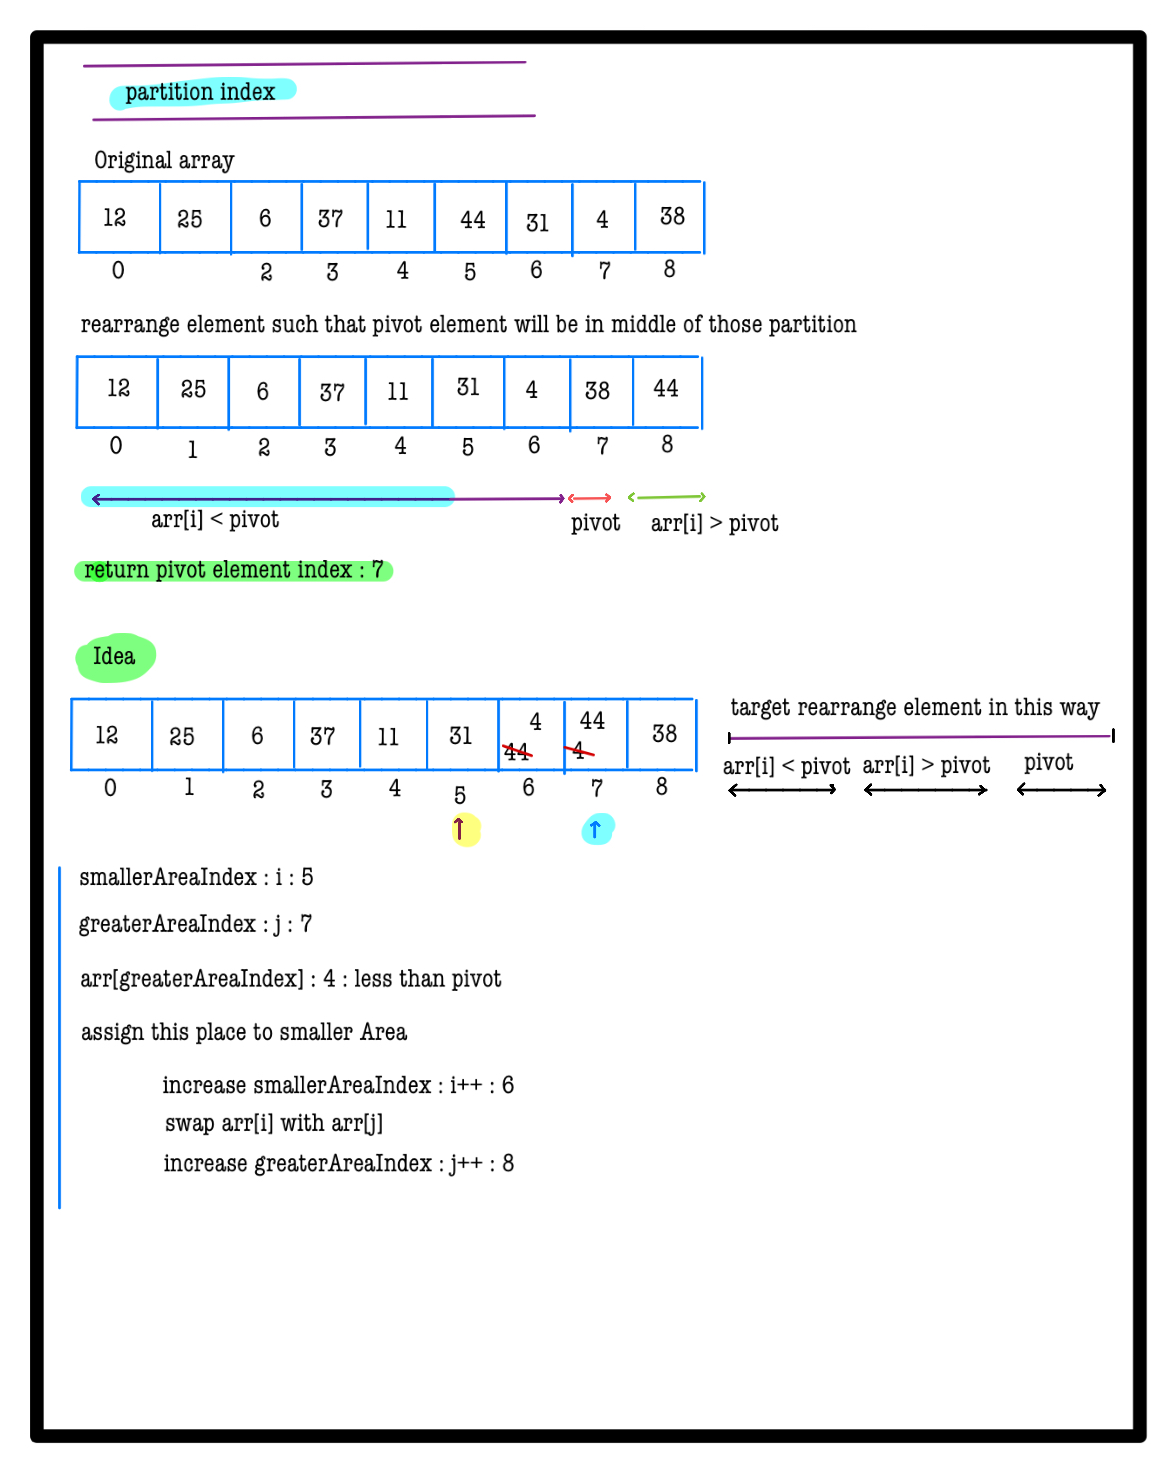 partition index
Original array
12 25 6 37 11 44 31 4 38
0 2 3 4 5 6 7 8
rearrange element such that pivot element will be in middle of those partition
12 25 6 37 11 31 4 38 44
0 1 2 3 4 5 6 7 8
arr[i] < pivot pivot arr[i] > pivot
return pivot element index : 7
Idea
target rearrange element in this way
arr[i] < pivot arr[i] > pivot pivot
4 44
12 25 6 37 11 31 38
44 4
0 1 2 3 4 5 6 7 8
smallerAreaIndex : i : 5
greaterAreaIndex : j : 7
arr[greaterAreaIndex] : 4 : less than pivot
assign this place to smaller Area
increase smallerAreaIndex : i++ : 6
swap arr[i] with arr[j]
increase greaterAreaIndex : j++ : 8